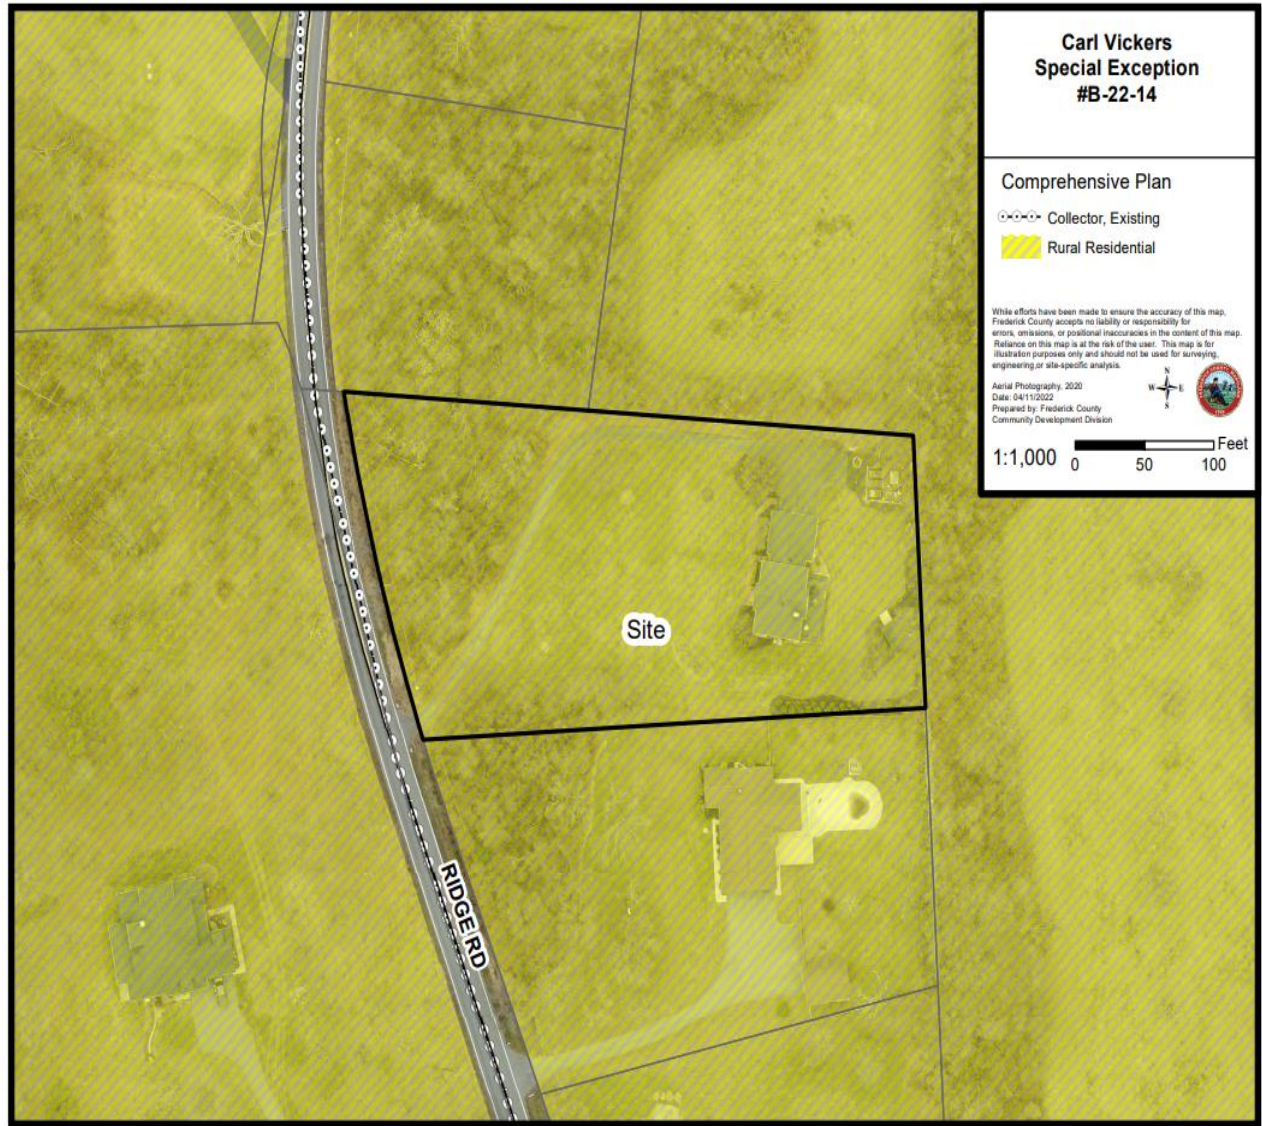 Carl Vickers
Special Exception
#B-22-14
Comprehensive Plan
Collector, Existing
Rural Residential
While efforts have been made to ensure the accuracy of this map,
Frederick County accepts no liability or responsibility for
errors, omissions, or positional inaccuracies in the content of this map.
Reliance on this map is at the risk of the user. This map is for
illustration purposes only and should not be used for surveying,
engineering,or site-specific analysis.
Aerial Photography, 2020
Date: 04/11/2022
Prepared by: Frederick County
Community Development Division
N
W E
S
1:1,000
Feet
0 50 100
Site
RIDGE RD